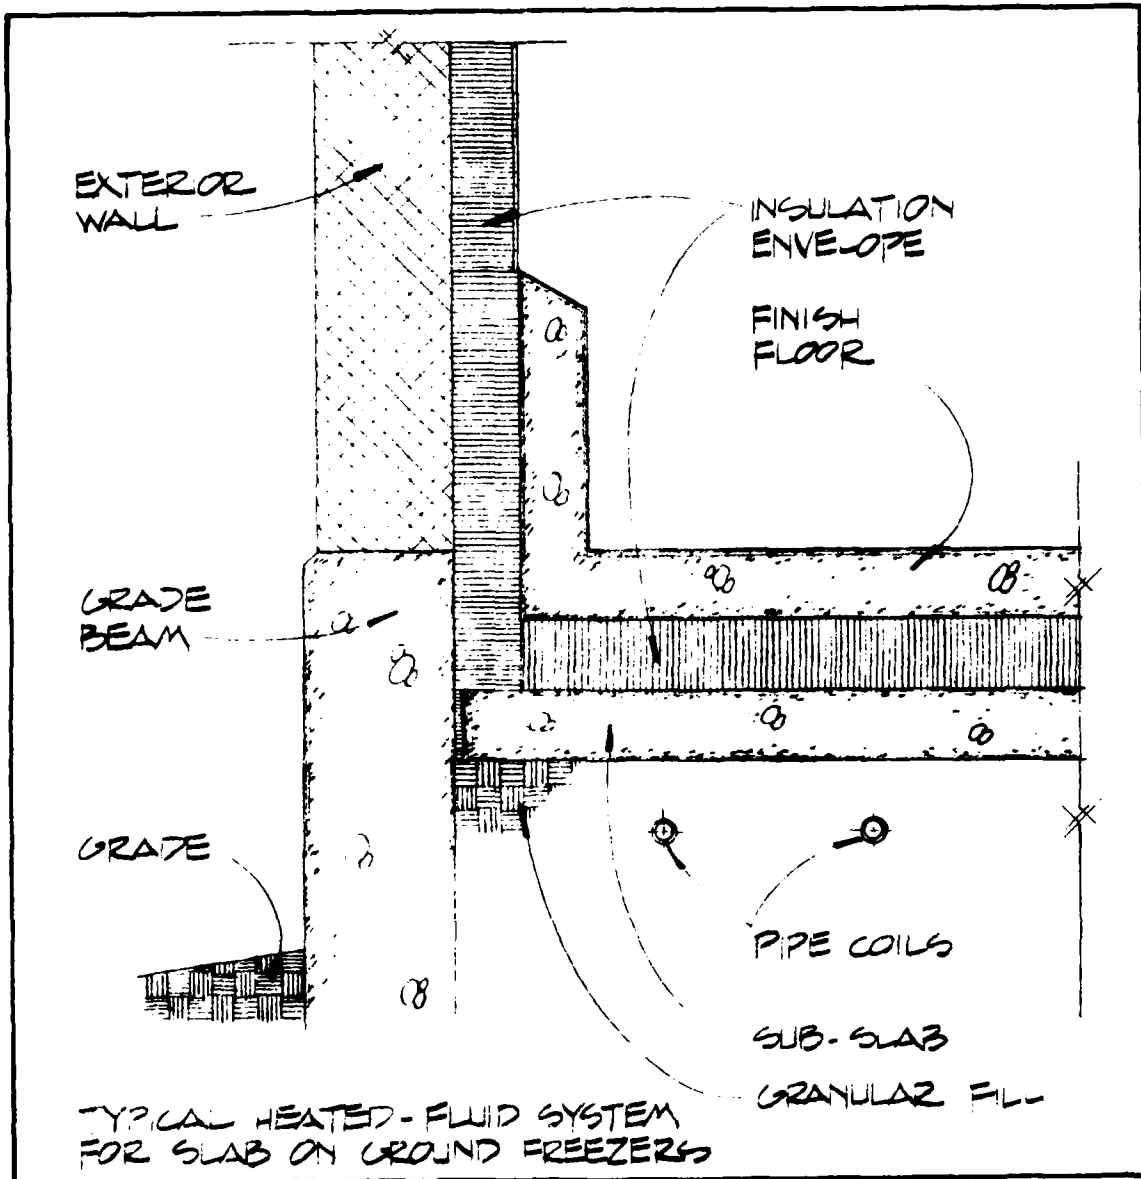 EXTERIOR
WALL
INSULATION
ENVELOPE
FINISH
FLOOR
GRADE
BEAM
GRADE
PIPE COILS
SUB-SLAB
GRANULAR FILL
TYPICAL HEATED-FLUID SYSTEM
FOR SLAB ON GROUND FREEZERS